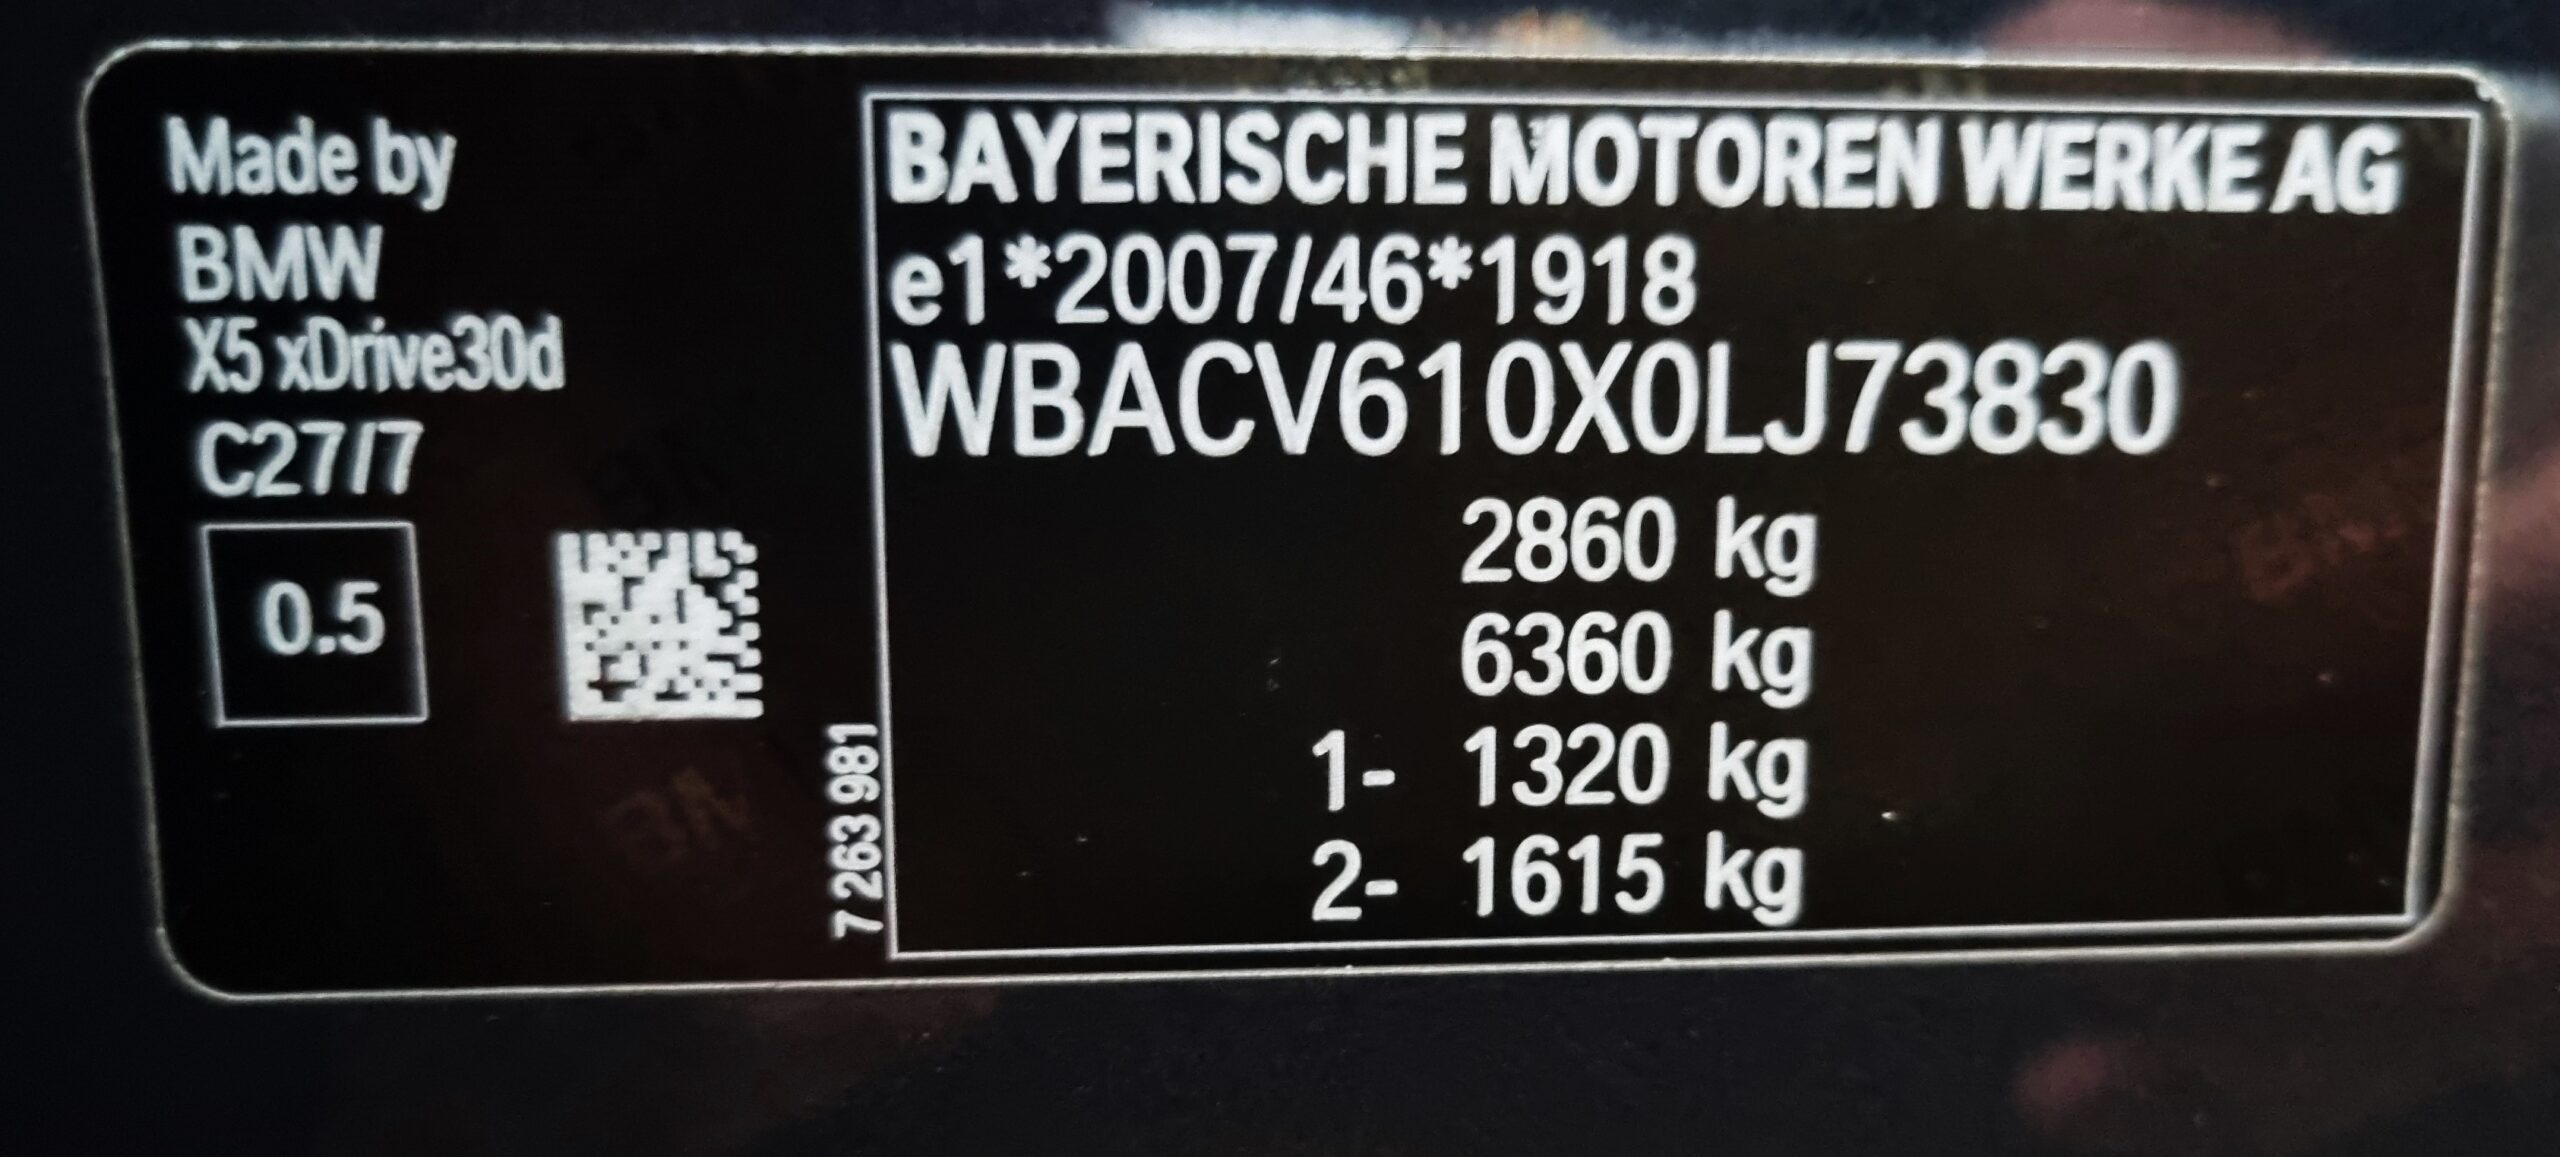 Made by
BMW
X5 xDrive30d
C27/7
0.5
7 263 981
BAYERISCHE MOTOREN WERKE AG
e1*2007/46*1918
WBACV610X0LJ73830
2860 kg
6360 kg
1- 1320 kg
2- 1615 kg